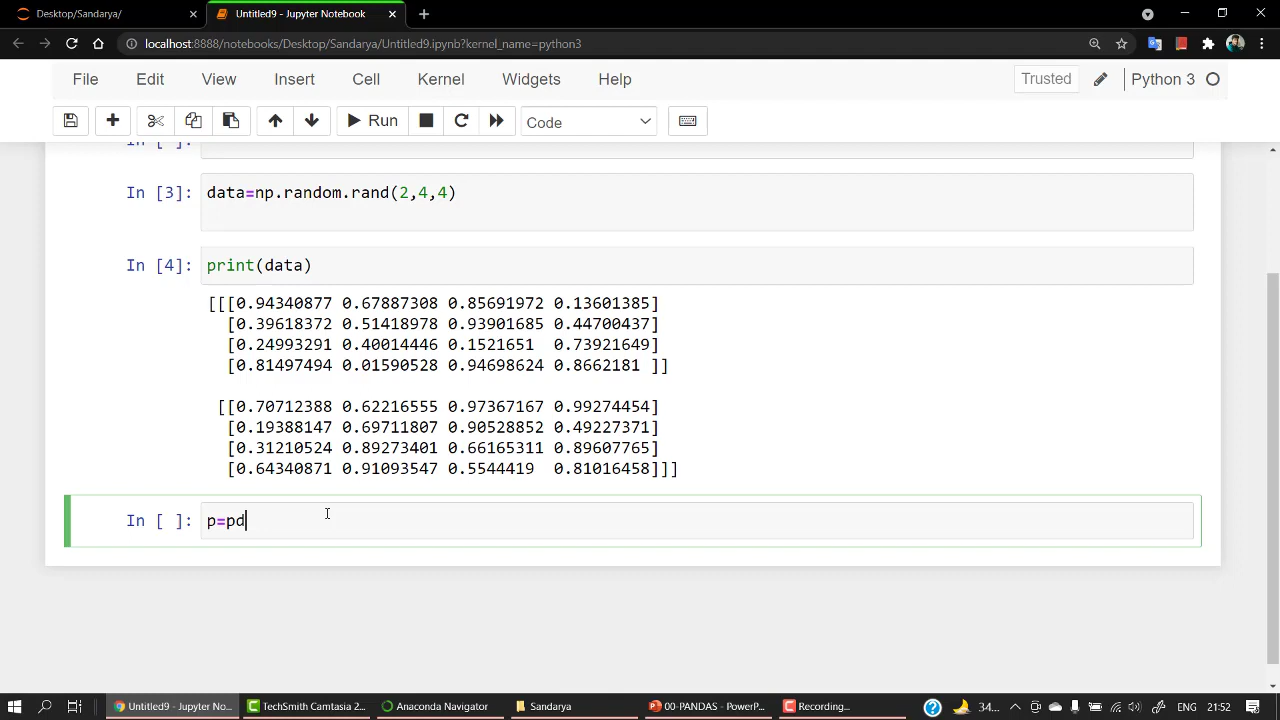 Desktop/Sandarya/
Untitled9 - Jupyter Notebook
localhost:8888/notebooks/Desktop/Sandarya/Untitled9.ipynb?kernel_name=python3
File Edit View Insert Cell Kernel Widgets Help Trusted Python 3
Run Code
In [ ]:
In [3]: data=np.random.rand(2,4,4)
In [4]: print(data)
[[[0.94340877 0.67887308 0.85691972 0.13601385]
[0.39618372 0.51418978 0.93901685 0.44700437]
[0.24993291 0.40014446 0.1521651 0.73921649]
[0.81497494 0.01590528 0.94698624 0.8662181 ]]
[[0.70712388 0.62216555 0.97367167 0.99274454]
[0.19388147 0.69711807 0.90528852 0.49227371]
[0.31210524 0.89273401 0.66165311 0.89607765]
[0.64340871 0.91093547 0.5544419 0.81016458]]]
In [ ]: p=pd
Untitled9 - Jupyter No... TechSmith Camtasia 2... Anaconda Navigator Sandarya 00-PANDAS - PowerP... Recording... 34... ENG 21:52